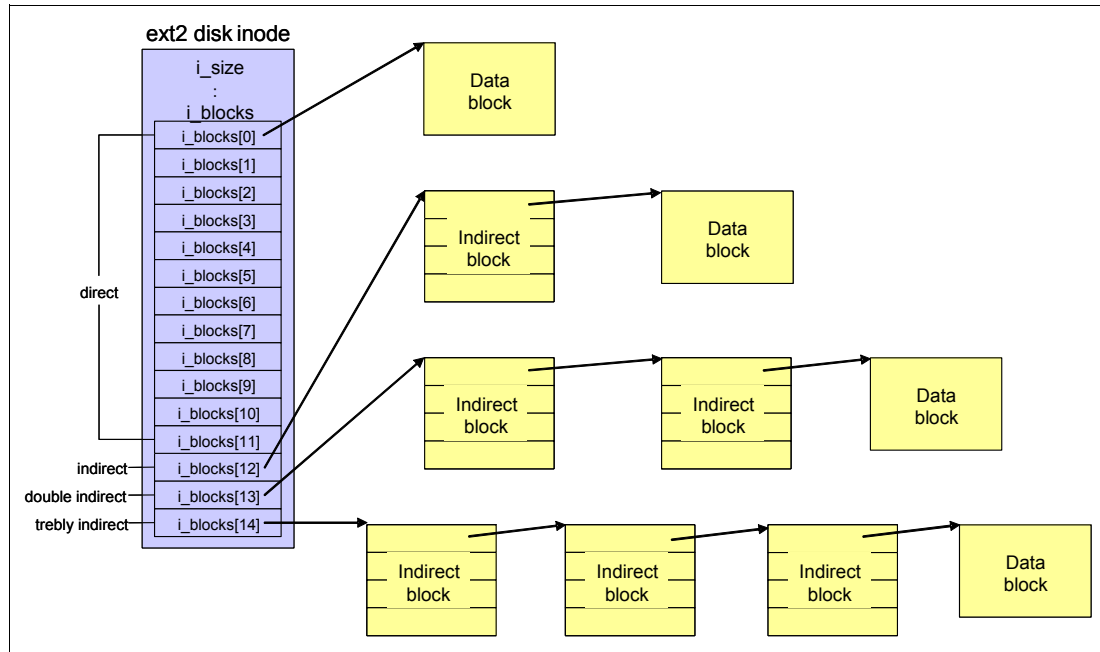 ext2 disk inode
i_size
:
i_blocks
i_blocks[0]
i_blocks[1]
i_blocks[2]
i_blocks[3]
i_blocks[4]
i_blocks[5]
i_blocks[6]
i_blocks[7]
i_blocks[8]
i_blocks[9]
i_blocks[10]
i_blocks[11]
i_blocks[12]
i_blocks[13]
i_blocks[14]
direct
indirect
double indirect
trebly indirect
Data
block
Indirect
block
Data
block
Indirect
block
Indirect
block
Data
block
Indirect
block
Indirect
block
Indirect
block
Data
block